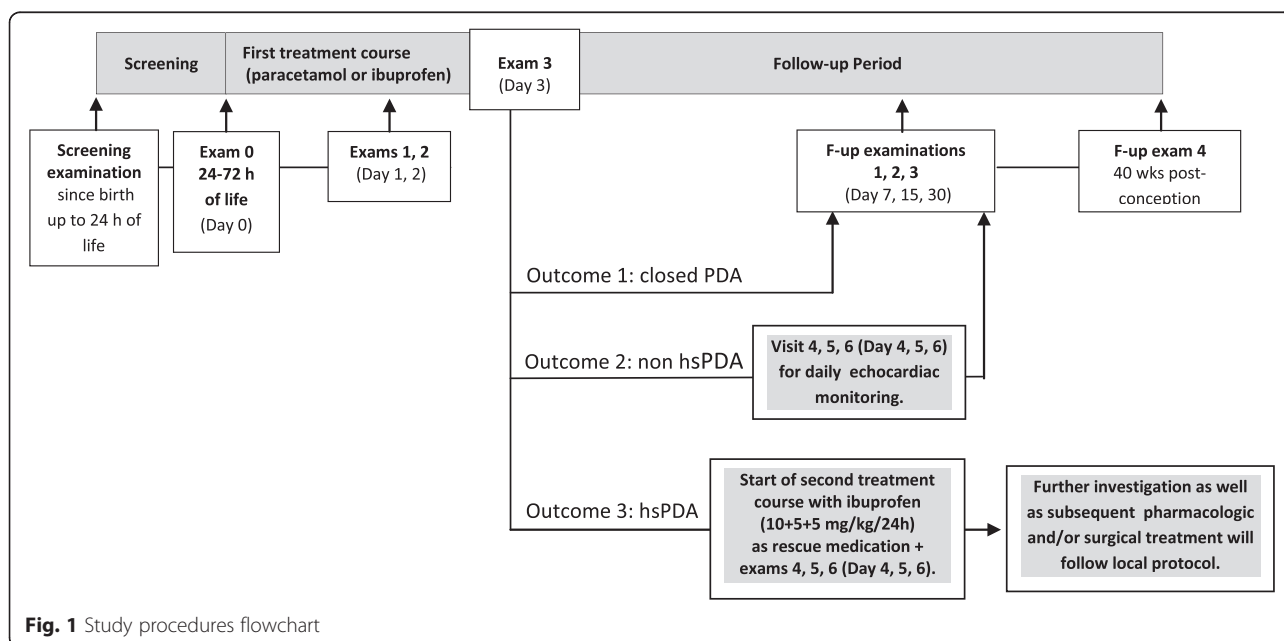 Screening
First treatment course
(paracetamol or ibuprofen)
Exam 3
(Day 3)
Follow-up Period
Screening
examination
since birth
up to 24 h of
life
Exam 0
24-72 h
of life
(Day 0)
Exams 1, 2
(Day 1, 2)
F-up examinations
1, 2, 3
(Day 7, 15, 30)
F-up exam 4
40 wks post-
conception
Outcome 1: closed PDA
Outcome 2: non hsPDA
Visit 4, 5, 6 (Day 4, 5, 6)
for daily echocardiac
monitoring.
Outcome 3: hsPDA
Start of second treatment
course with ibuprofen
(10+5+5 mg/kg/24h)
as rescue medication +
exams 4, 5, 6 (Day 4, 5, 6).
Further investigation as well
as subsequent pharmacologic
and/or surgical treatment will
follow local protocol.
Fig. 1 Study procedures flowchart